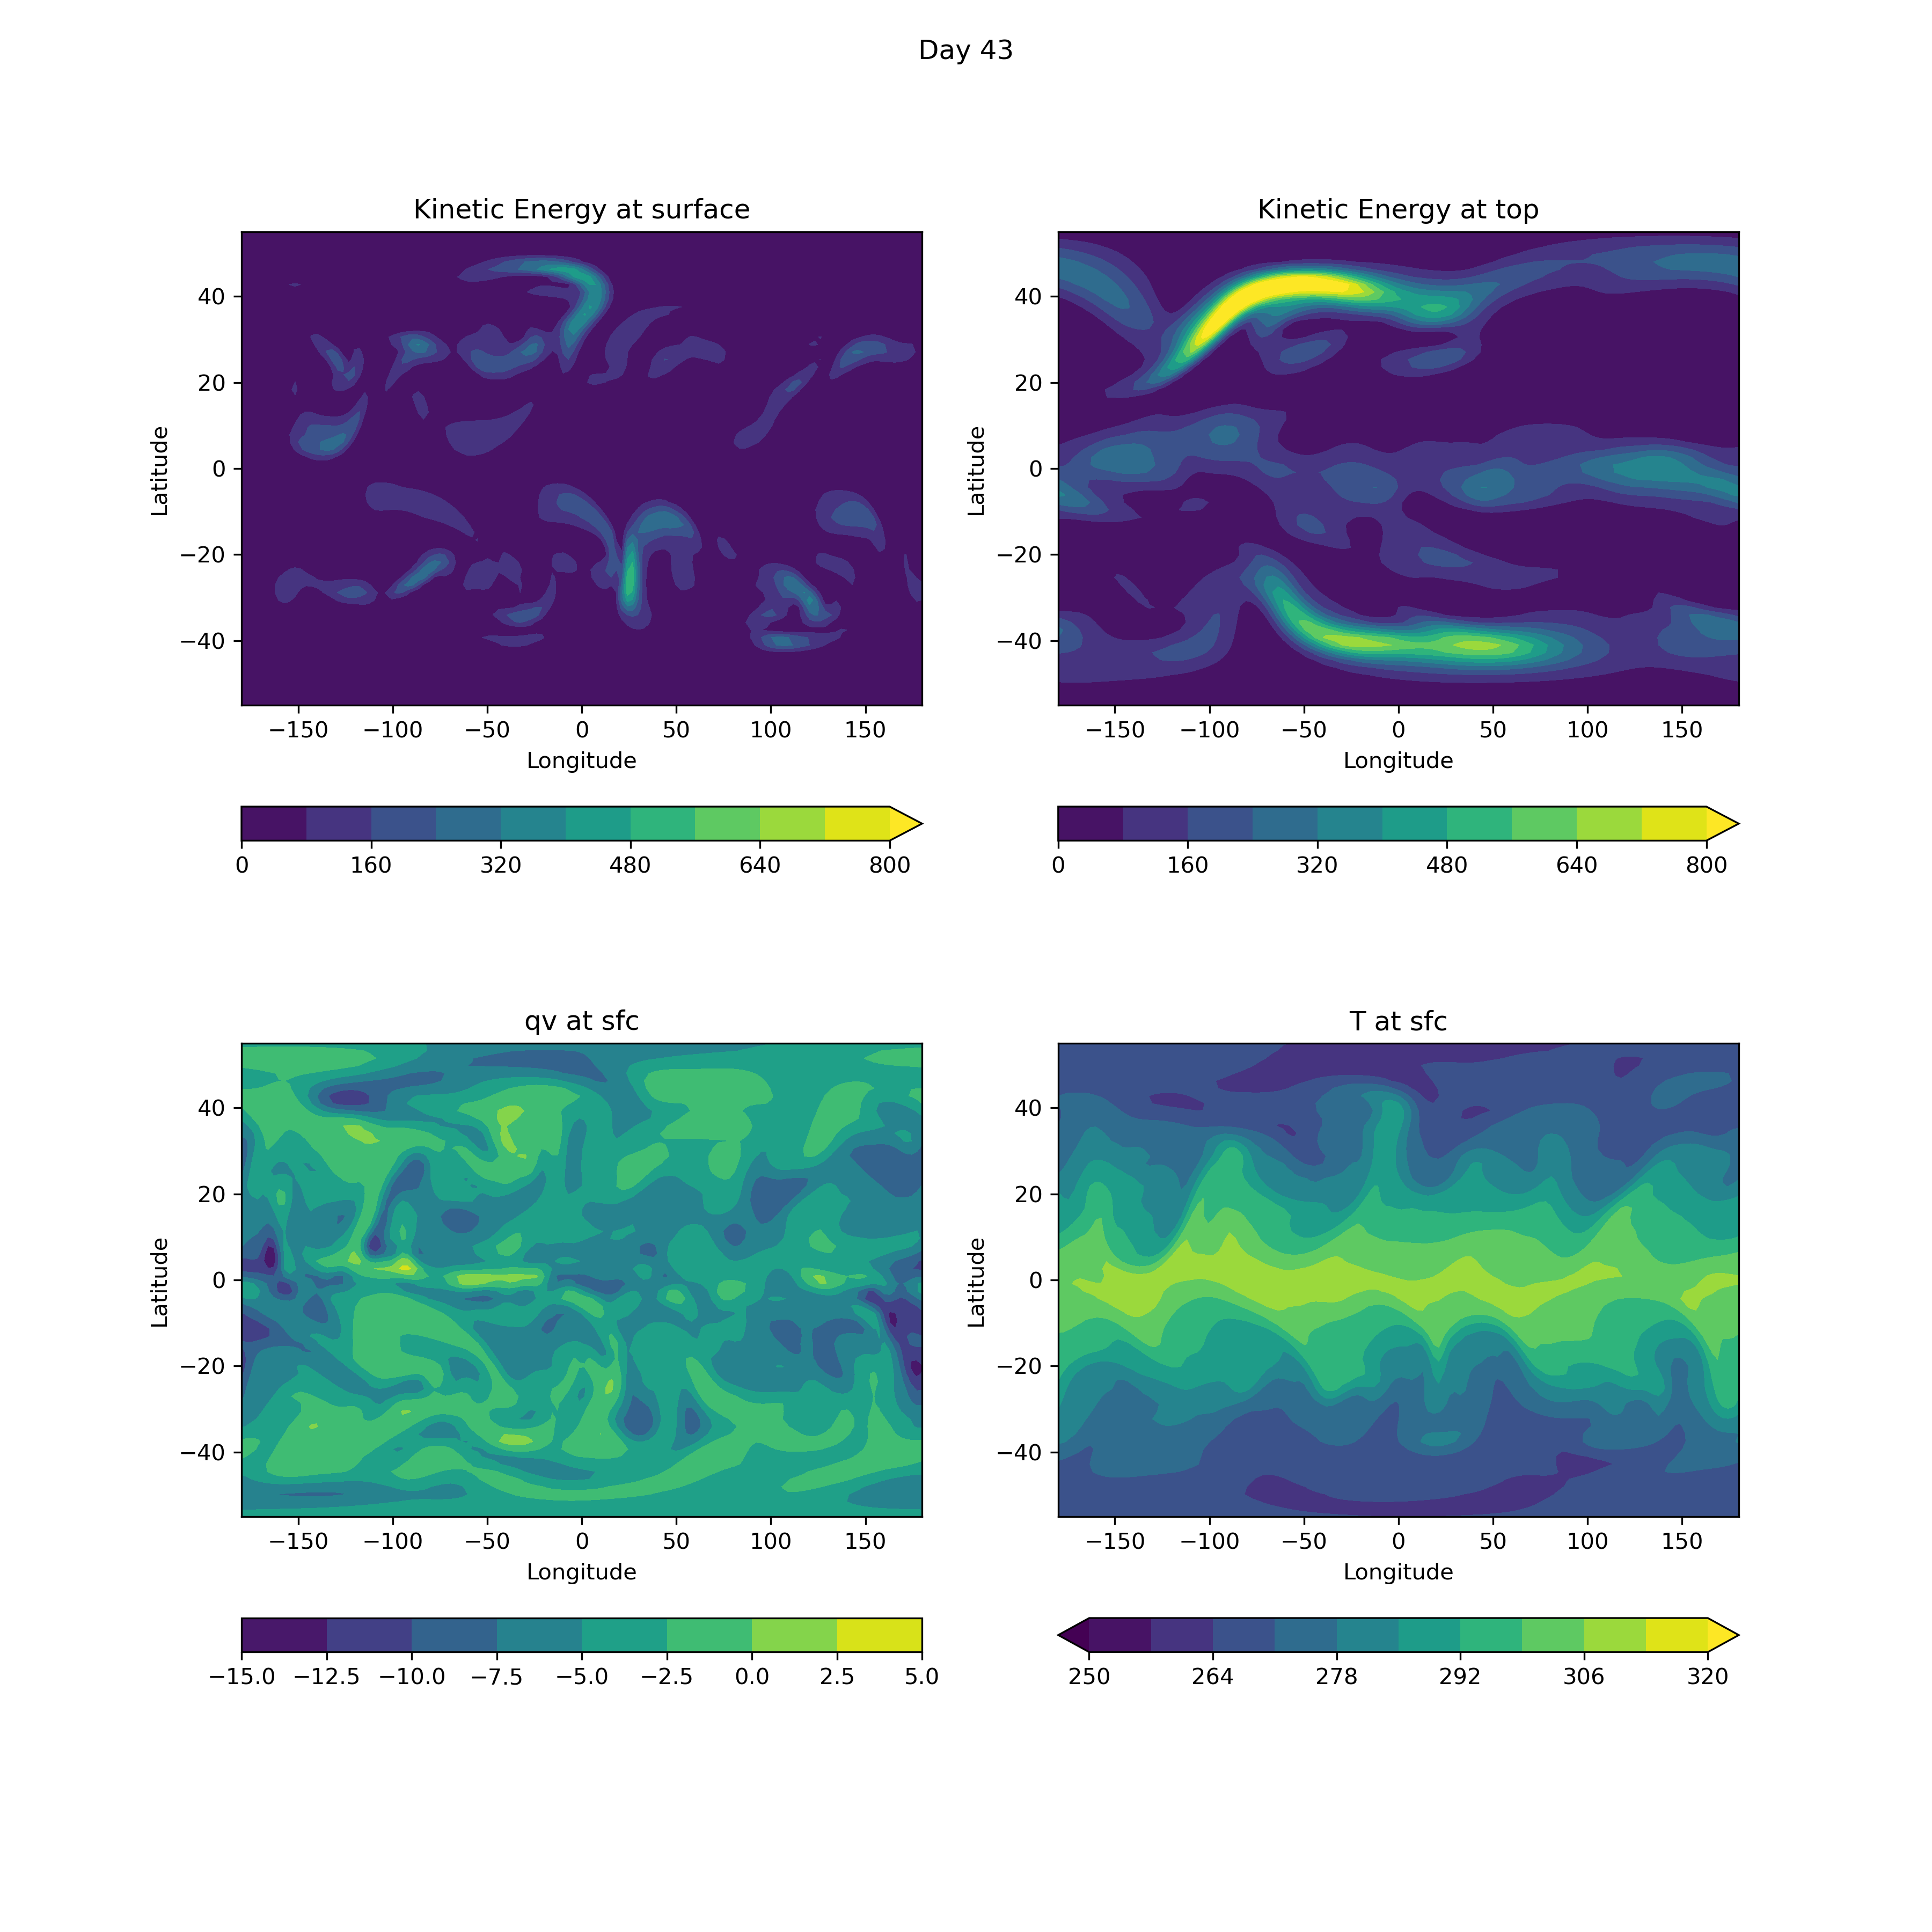 Day 43
Kinetic Energy at surface
Kinetic Energy at top
40
20
0
−20
−40
Latitude
−150 −100 −50 0 50 100 150
Longitude
0 160 320 480 640 800
40
20
0
−20
−40
Latitude
−150 −100 −50 0 50 100 150
Longitude
0 160 320 480 640 800
qv at sfc
T at sfc
40
20
0
−20
−40
Latitude
−150 −100 −50 0 50 100 150
Longitude
−15.0 −12.5 −10.0 −7.5 −5.0 −2.5 0.0 2.5 5.0
40
20
0
−20
−40
Latitude
−150 −100 −50 0 50 100 150
Longitude
250 264 278 292 306 320